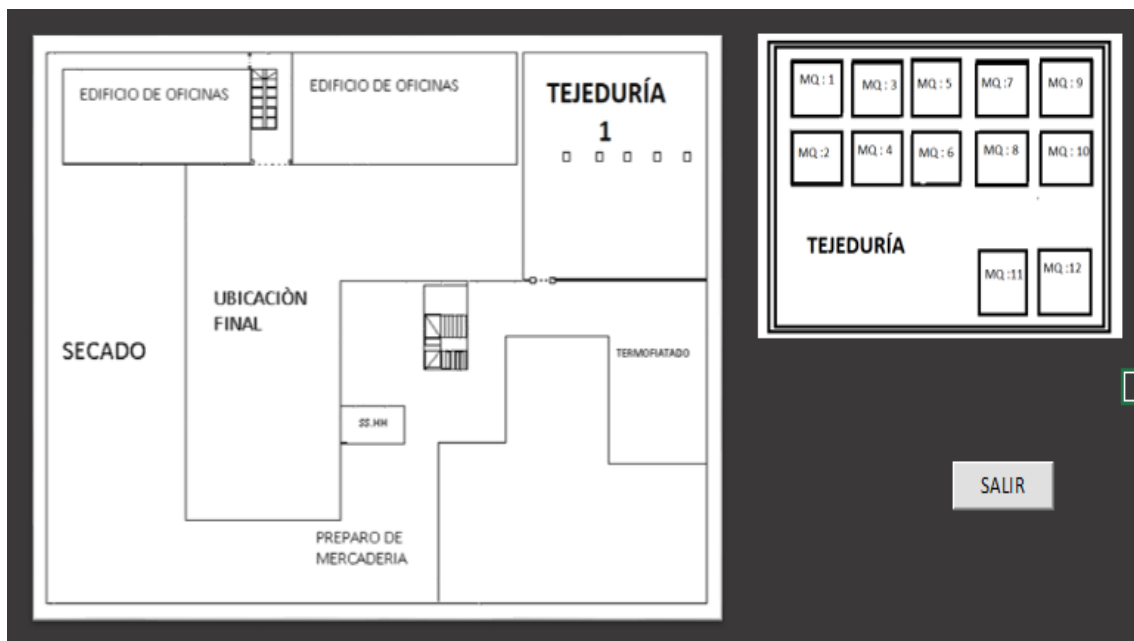 EDIFICIO DE OFICINAS
EDIFICIO DE OFICINAS
TEJEDURÍA
1
UBICACIÒN
FINAL
SECADO
TERMOFIATADO
SS.HH
PREPARO DE
MERCADERIA
MQ : 1
MQ : 3
MQ : 5
MQ :7
MQ : 9
MQ :2
MQ : 4
MQ : 6
MQ : 8
MQ : 10
TEJEDURÍA
MQ :11
MQ :12
SALIR